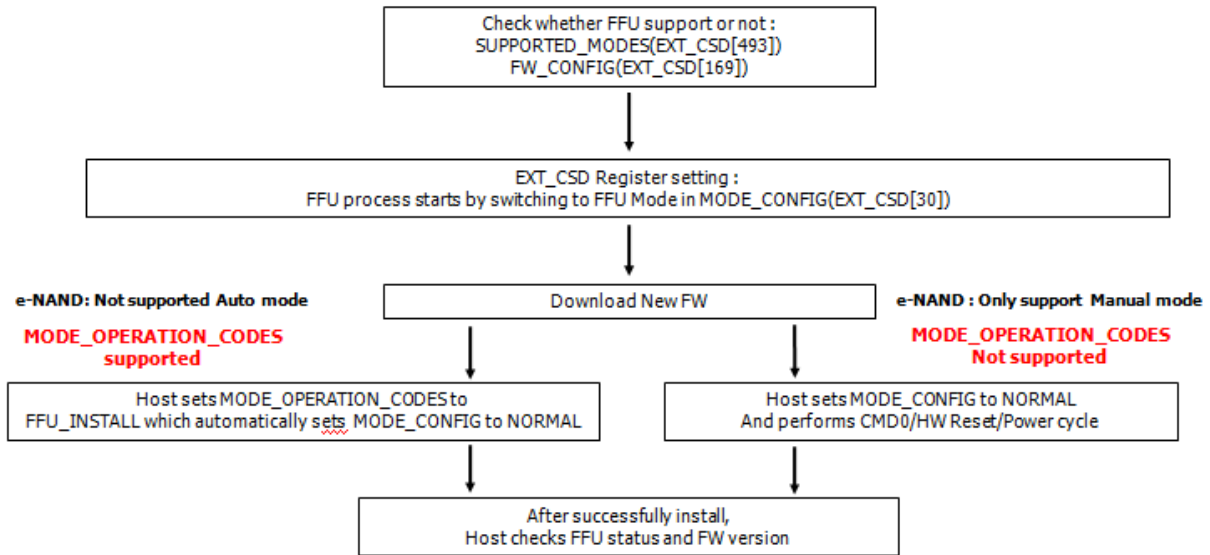 Check whether FFU support or not :
SUPPORTED_MODES(EXT_CSD[493])
FW_CONFIG(EXT_CSD[169])
EXT_CSD Register setting :
FFU process starts by switching to FFU Mode in MODE_CONFIG(EXT_CSD[30])
Download New FW
e-NAND: Not supported Auto mode
MODE_OPERATION_CODES
supported
e-NAND : Only support Manual mode
MODE_OPERATION_CODES
Not supported
Host sets MODE_OPERATION_CODES to
FFU_INSTALL which automatically sets MODE_CONFIG to NORMAL
Host sets MODE_CONFIG to NORMAL
And performs CMD0/HW Reset/Power cycle
After successfully install,
Host checks FFU status and FW version